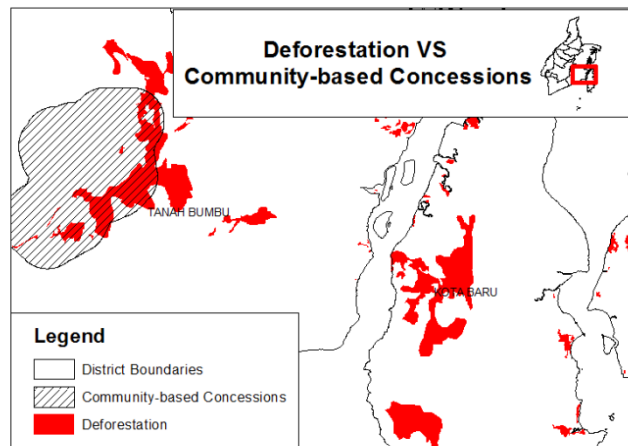 Deforestation VS
Community-based Concessions
TANAH BUMBU
KOTA BARU
Legend
District Boundaries
Community-based Concessions
Deforestation